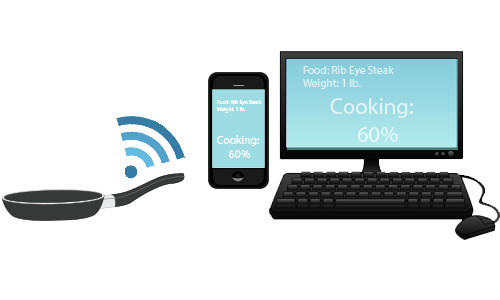 Food: Rib Eye Steak
Weight: 1 lb.
Cooking:
60%
Food: Rib Eye Steak
Weight: 1 lb.
Cooking:
60%